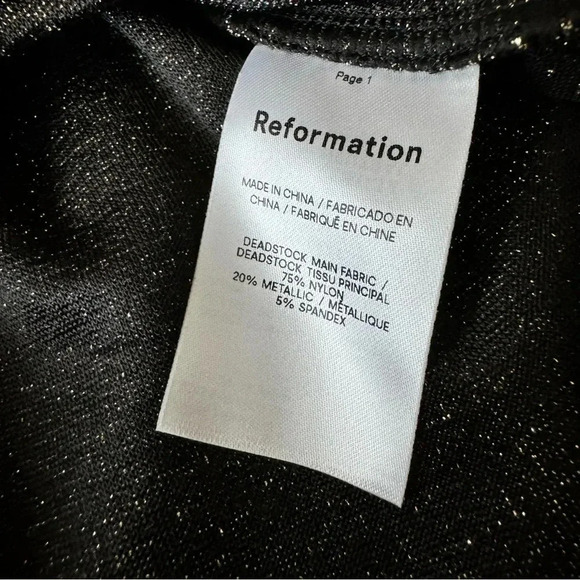 Page 1
Reformation
MADE IN CHINA / FABRICADO EN
CHINA / FABRIQUÉ EN CHINE
DEADSTOCK MAIN FABRIC /
DEADSTOCK TISSU PRINCIPAL
75% NYLON
20% METALLIC / MÉTALLIQUE
5% SPANDEX